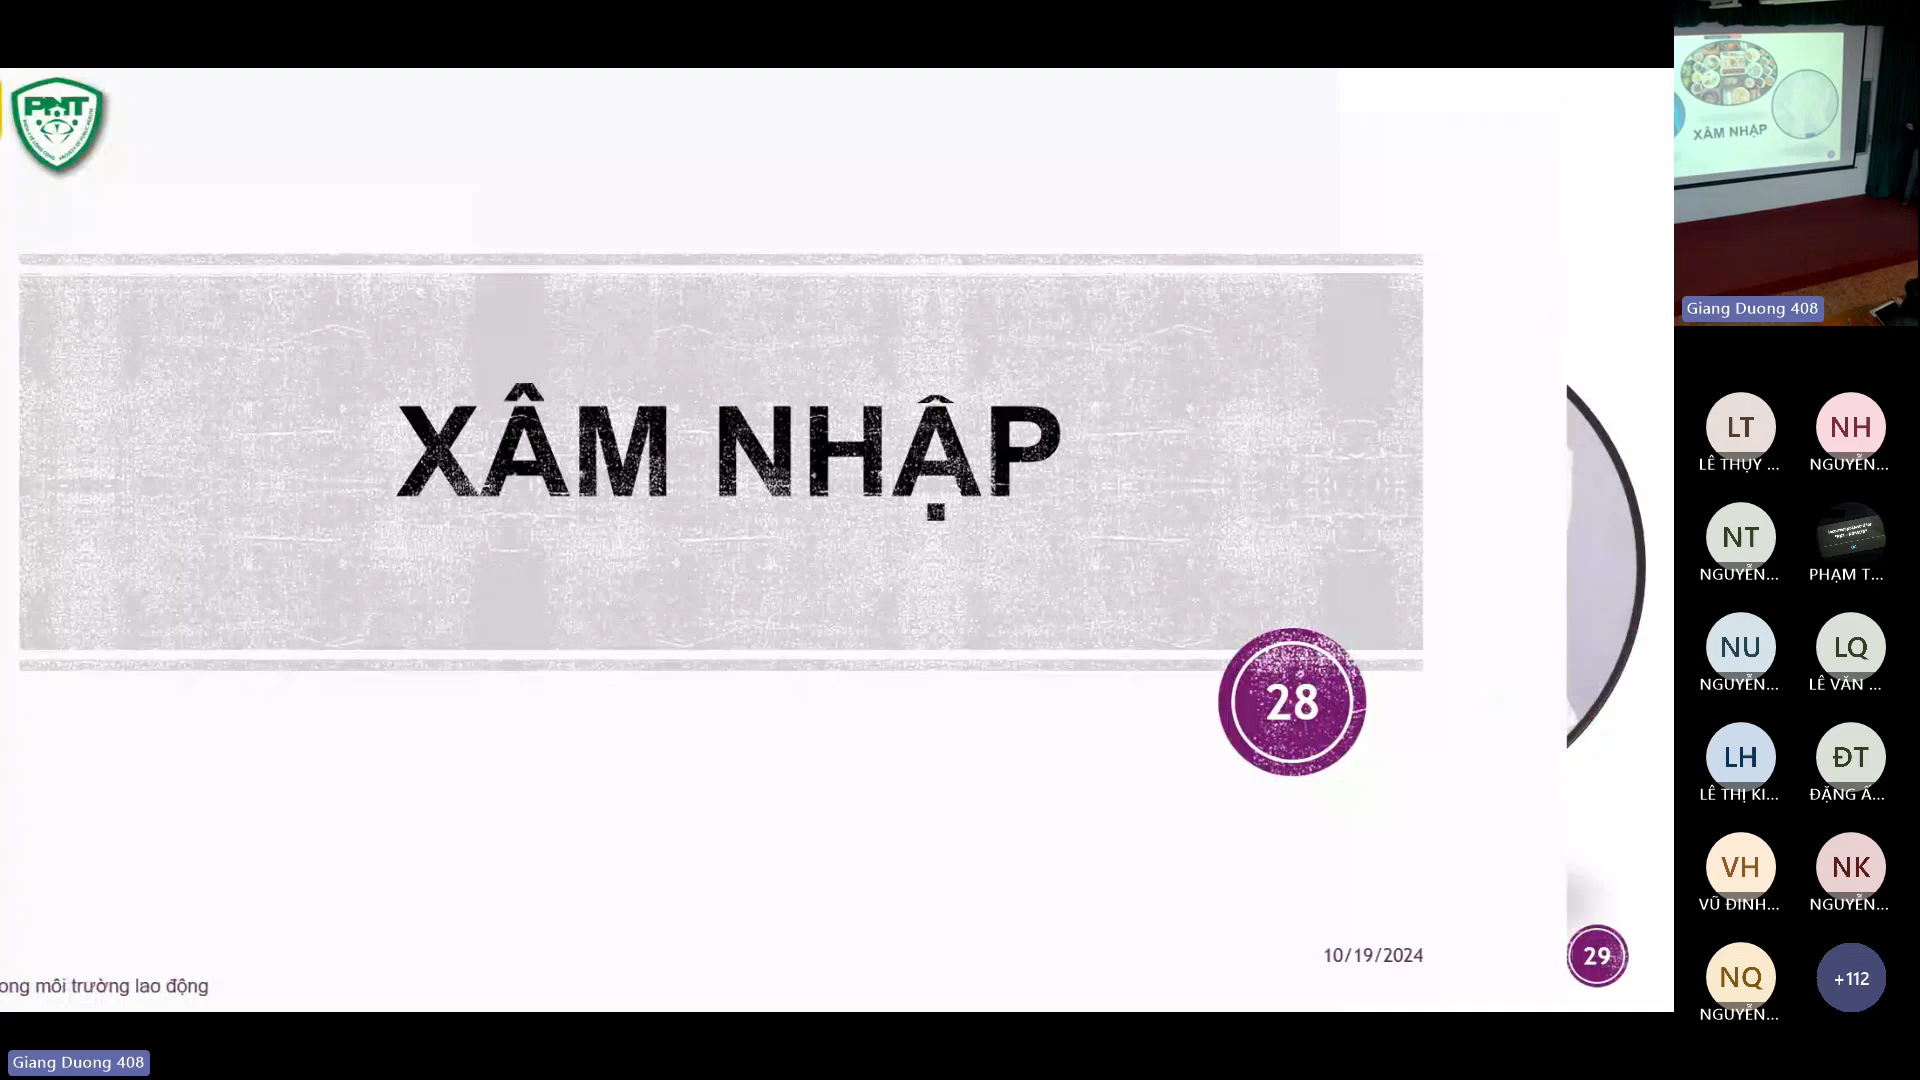 PNT
XÂM NHẬP
28
10/19/2024
29
ong môi trường lao động
Giang Duong 408
XÂM NHẬP
Giang Duong 408
LT
NH
LÊ THỤY ...
NGUYỄN...
NT
NGUYỄN...
PHẠM T...
NU
LQ
NGUYỄN...
LÊ VĂN ...
LH
ĐT
LÊ THỊ KI...
ĐẶNG Ấ...
VH
NK
VŨ ĐINH...
NGUYỄN...
NQ
+112
NGUYỄN...